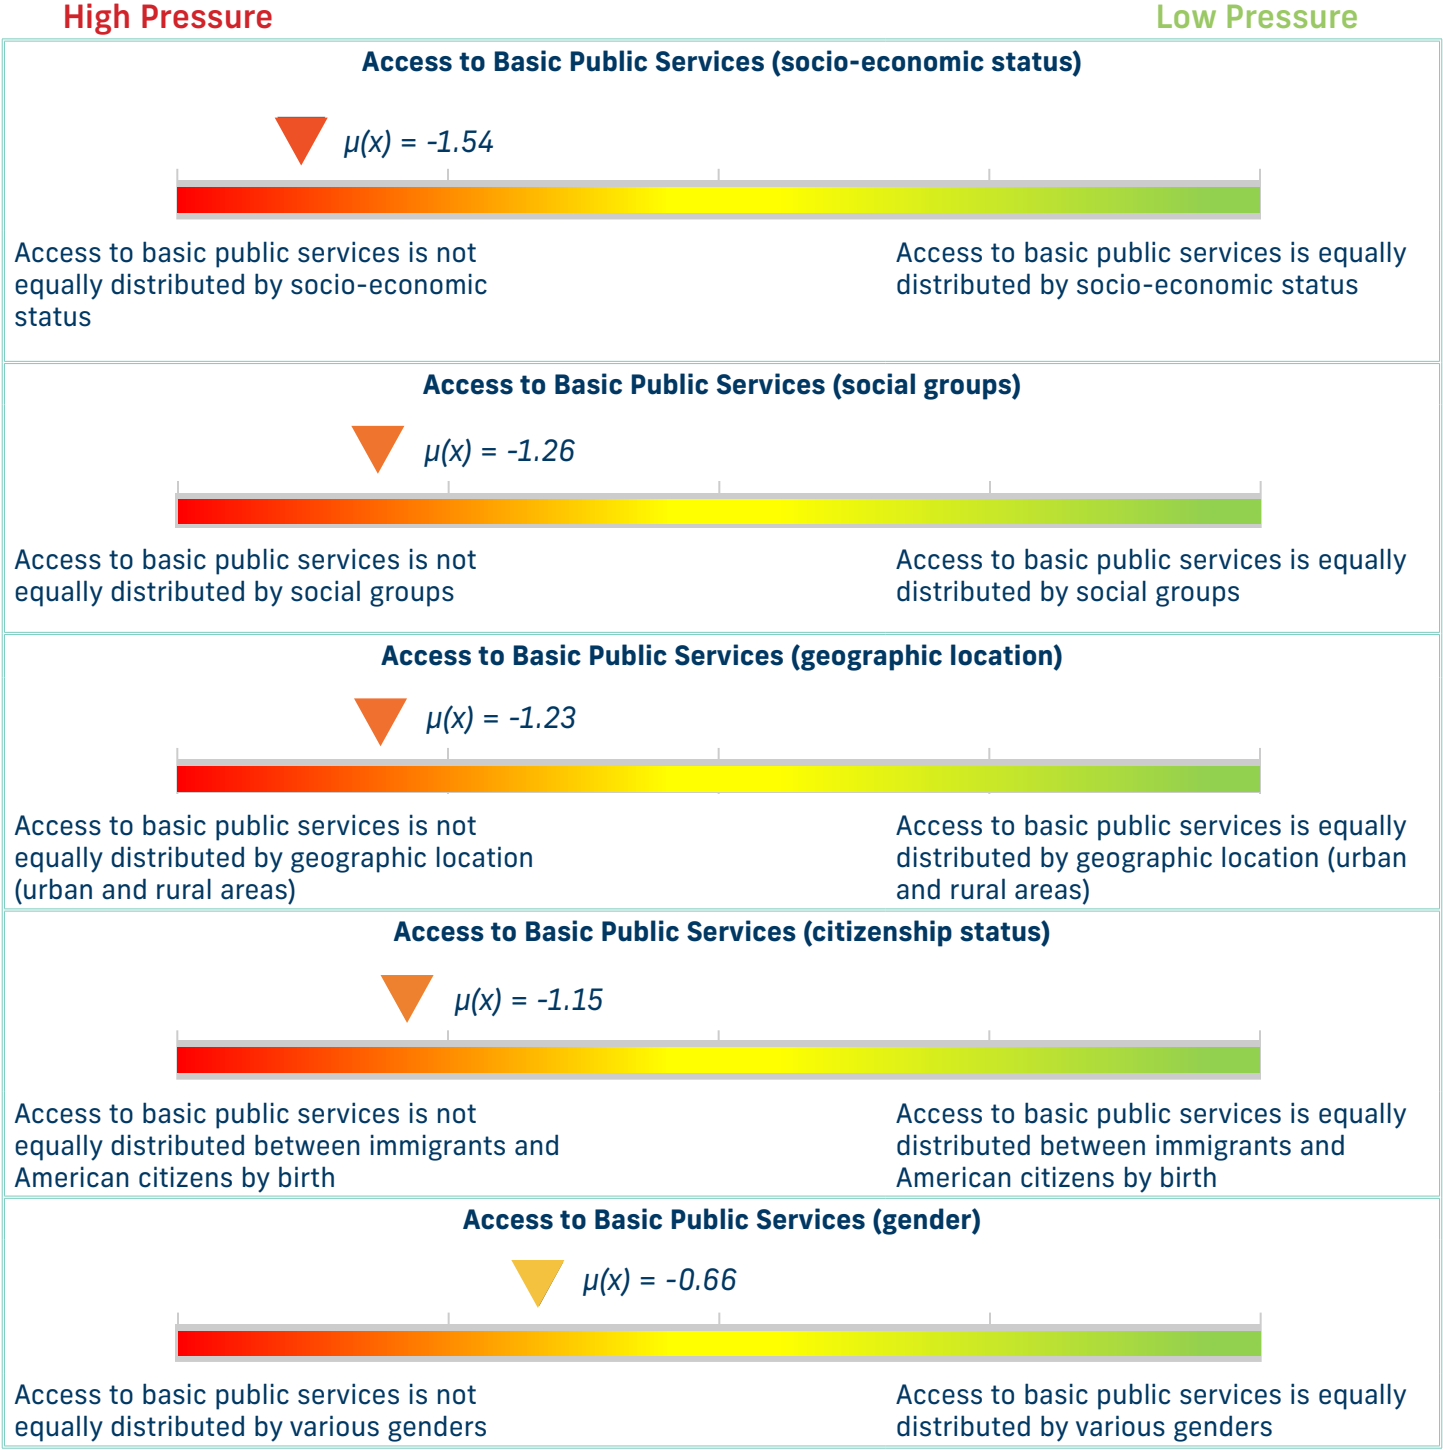 High Pressure
Low Pressure
Access to Basic Public Services (socio-economic status)
μ(x) = -1.54
Access to basic public services is not
equally distributed by socio-economic
status
Access to basic public services is equally
distributed by socio-economic status
Access to Basic Public Services (social groups)
μ(x) = -1.26
Access to basic public services is not
equally distributed by social groups
Access to basic public services is equally
distributed by social groups
Access to Basic Public Services (geographic location)
μ(x) = -1.23
Access to basic public services is not
equally distributed by geographic location
(urban and rural areas)
Access to basic public services is equally
distributed by geographic location (urban
and rural areas)
Access to Basic Public Services (citizenship status)
μ(x) = -1.15
Access to basic public services is not
equally distributed between immigrants and
American citizens by birth
Access to basic public services is equally
distributed between immigrants and
American citizens by birth
Access to Basic Public Services (gender)
μ(x) = -0.66
Access to basic public services is not
equally distributed by various genders
Access to basic public services is equally
distributed by various genders